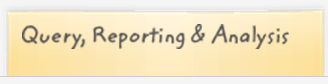 Query, Reporting & Analysis